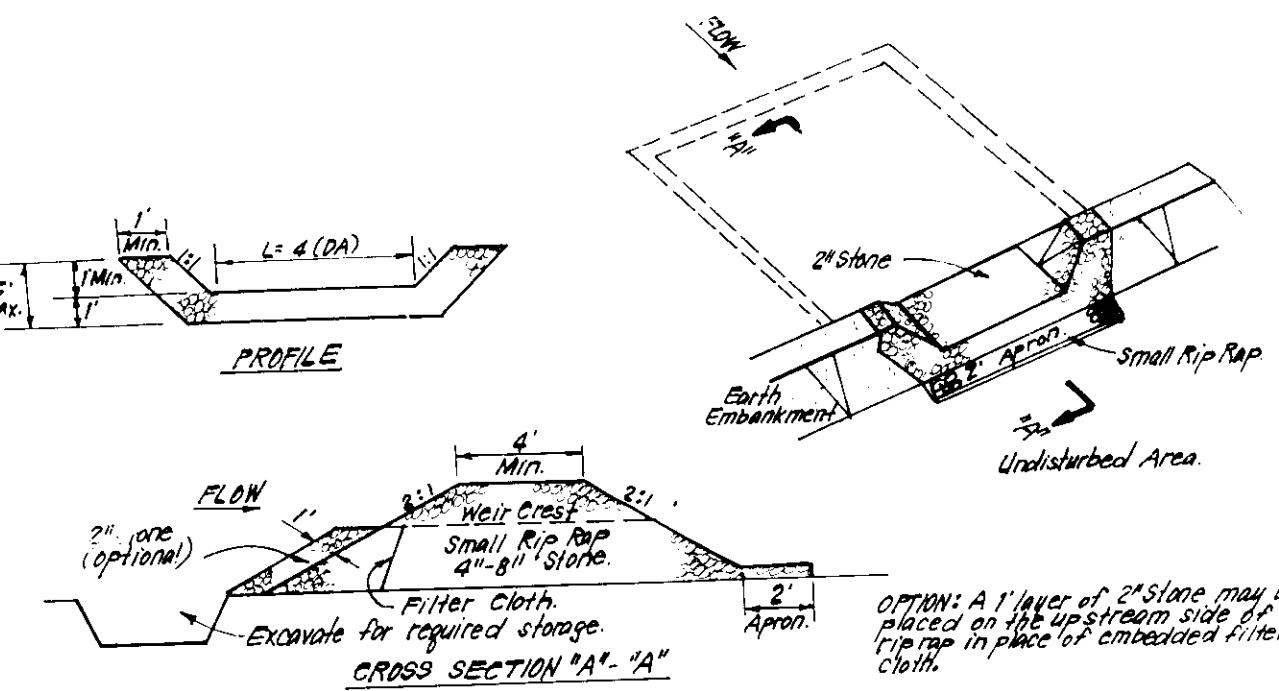 1'
Min.
1:1
L= 4 (DA)
1:1
1' Min.
1'
PROFILE
FLOW
"A"
2" Stone
2' Apron.
Small Rip Rap
Earth
Embankment
"A"
Undisturbed Area.
4'
Min.
FLOW
1'
2:1
2:1
Weir Crest
Small Rip Rap
4"-8" Stone.
2"
(optional)
Filter Cloth.
Excavate for required storage.
2'
Apron.
CROSS SECTION "A"-"A"
OPTION: A 1' layer of 2" Stone may
placed on the upstream side of
riprap in place of embedded filter
cloth.